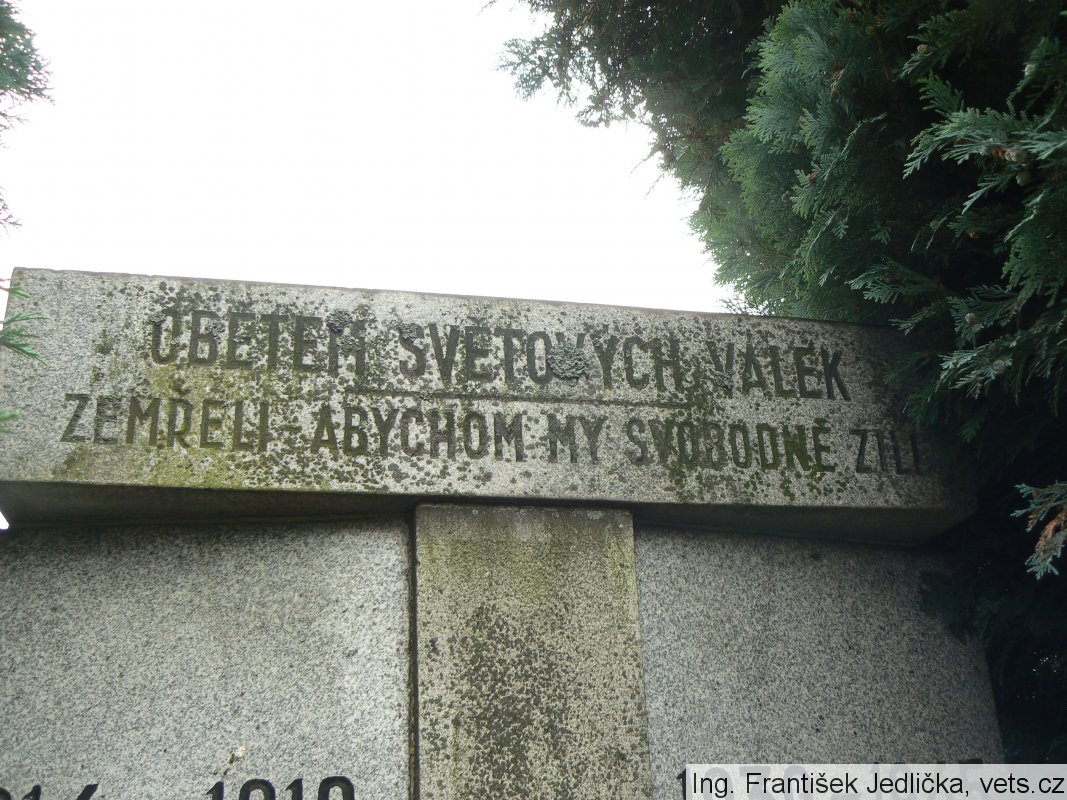 OBĚTEM SVĚTOVÝCH VÁLEK
ZEMŘELI ABYCHOM MY SVOBODNĚ ŽILI
Ing. František Jedlička, vets.cz